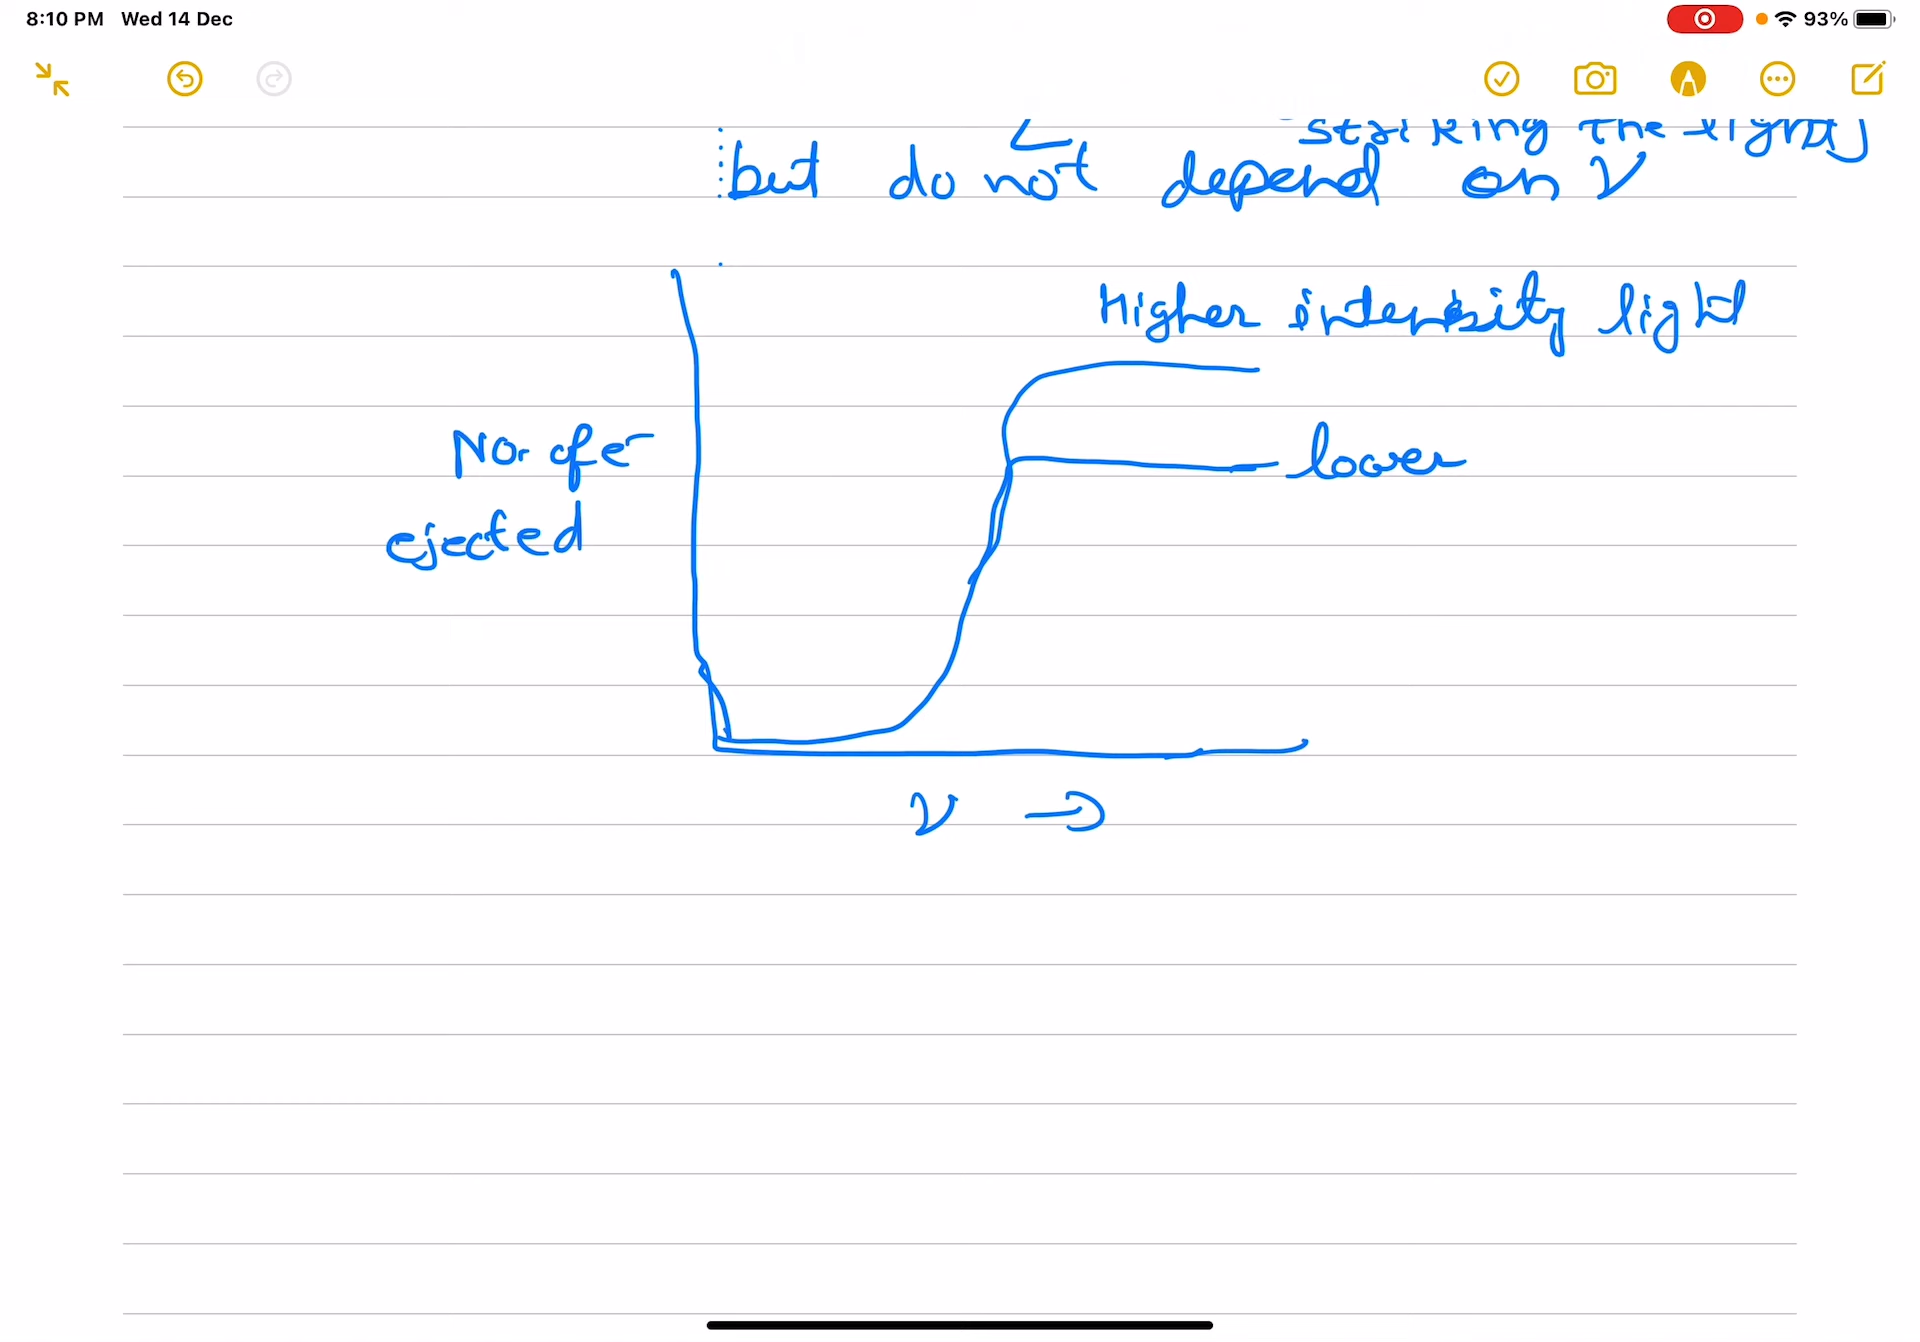 8:10 PM Wed 14 Dec 93%
striking the light)
but do not depend on ν
Higher intensity light
No. of e⁻
lower
ejected
ν →